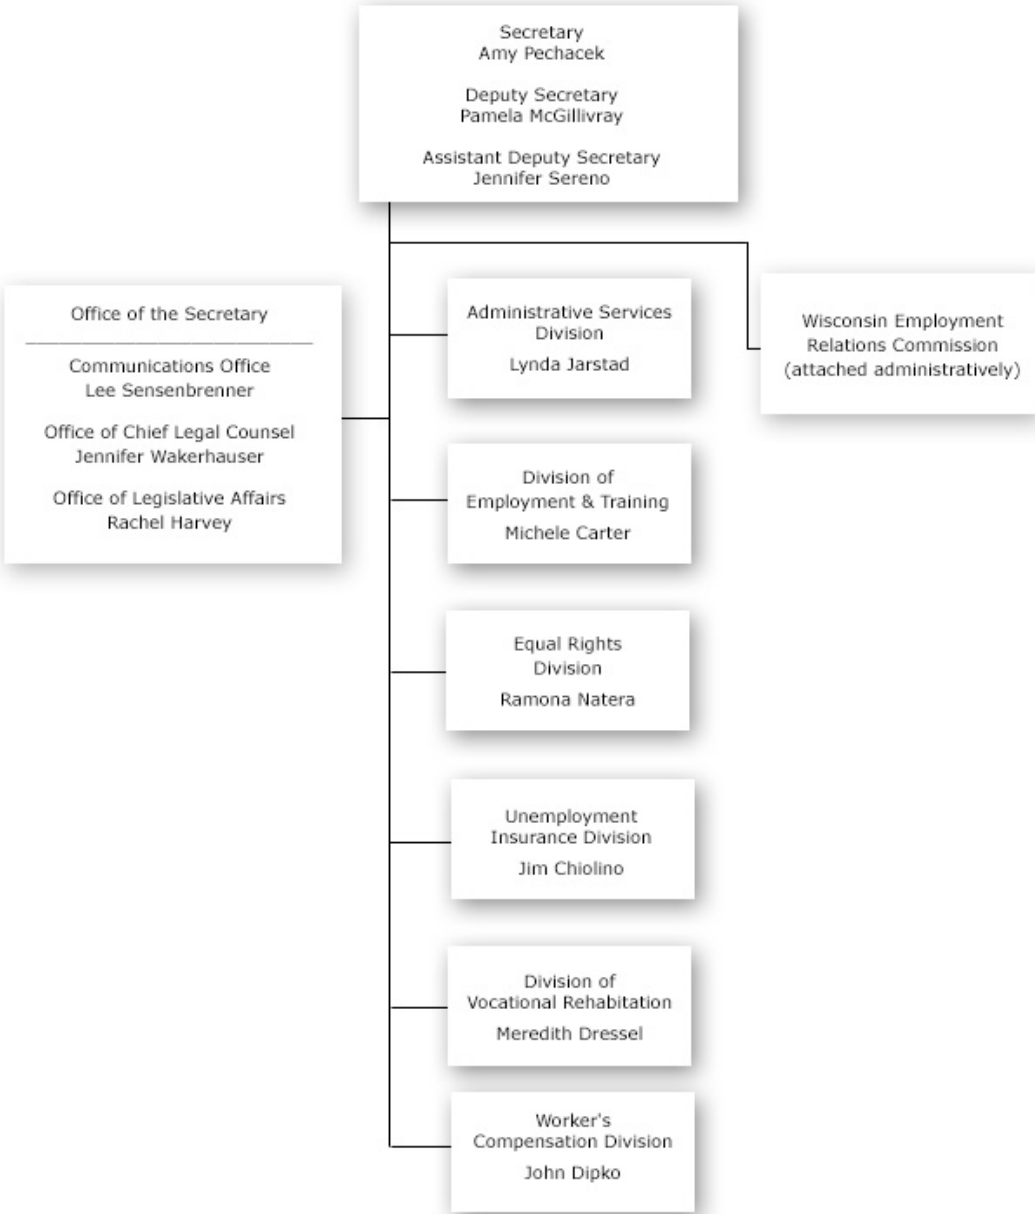 Secretary
Amy Pechacek
Deputy Secretary
Pamela McGillivray
Assistant Deputy Secretary
Jennifer Sereno
Office of the Secretary
Communications Office
Lee Sensenbrenner
Office of Chief Legal Counsel
Jennifer Wakerhauser
Office of Legislative Affairs
Rachel Harvey
Administrative Services
Division
Lynda Jarstad
Wisconsin Employment
Relations Commission
(attached administratively)
Division of
Employment & Training
Michele Carter
Equal Rights
Division
Ramona Natera
Unemployment
Insurance Division
Jim Chiolino
Division of
Vocational Rehabitation
Meredith Dressel
Worker's
Compensation Division
John Dipko